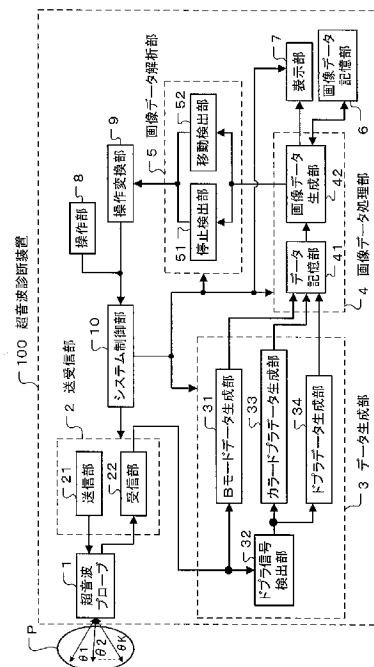 100 超音波診断装置
P
θ1
θ2
θK
1
超音波プローブ
2 送受信部
21
送信部
22
受信部
10
システム制御部
8
操作部
9
操作変換部
5 画像データ解析部
51
停止検出部
52
移動検出部
7
表示部
6
画像データ記憶部
4 画像データ処理部
41
データ記憶部
42
画像データ生成部
3 データ生成部
31
Bモードデータ生成部
32
ドプラ信号検出部
33
カラードプラデータ生成部
34
ドプラデータ生成部